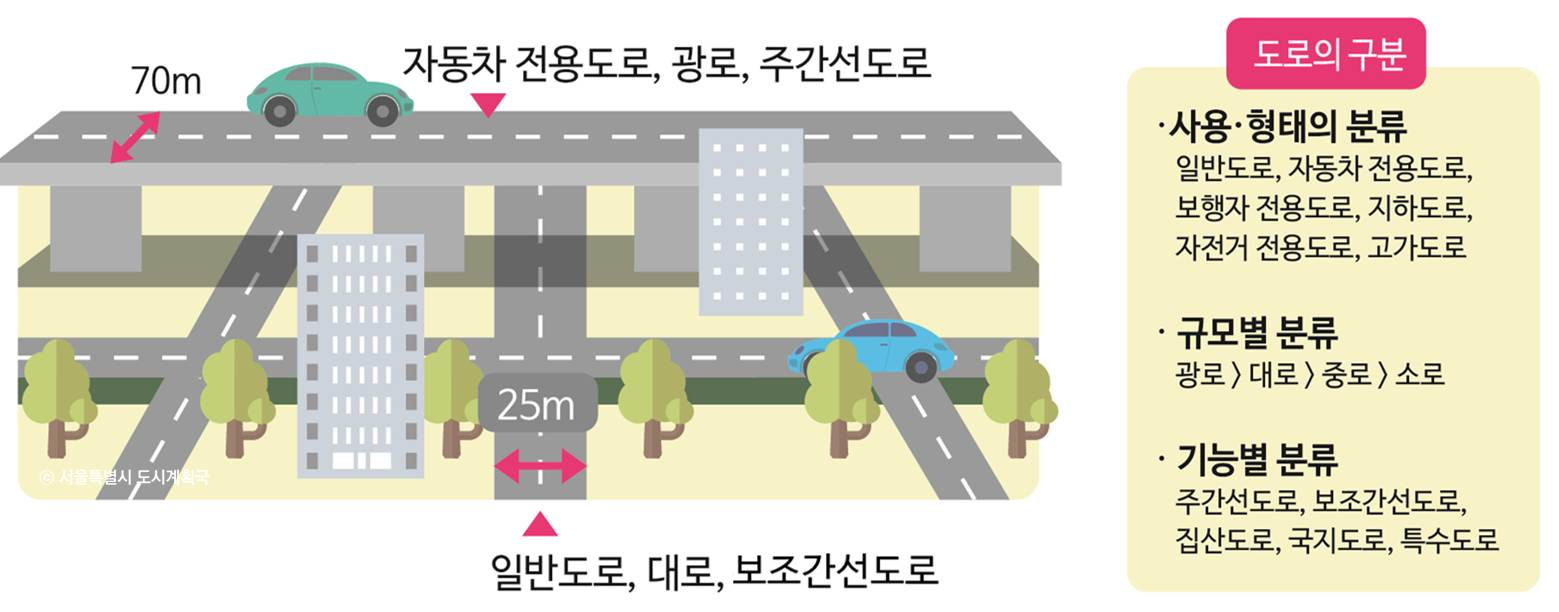 70m
자동차 전용도로, 광로, 주간선도로
25m
© 서울특별시 도시계획국
일반도로, 대로, 보조간선도로
도로의 구분
·사용·형태의 분류
일반도로, 자동차 전용도로,
보행자 전용도로, 지하도로,
자전거 전용도로, 고가도로
· 규모별 분류
광로 > 대로 > 중로 > 소로
· 기능별 분류
주간선도로, 보조간선도로,
집산도로, 국지도로, 특수도로